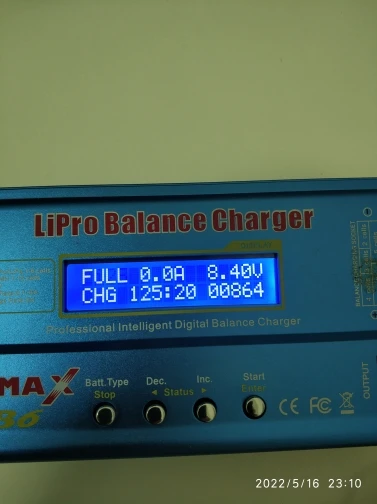 LiPro Balance Charger
FULL 0.0A 8.40V
CHG 125:20 00864
Professional Intelligent Digital Balance Charger
MAX
B6
Batt.Type
Stop
Dec.
◄ Status ►
Inc.
Start
Enter
CE FC
OUTPUT
2022/5/16 23:10